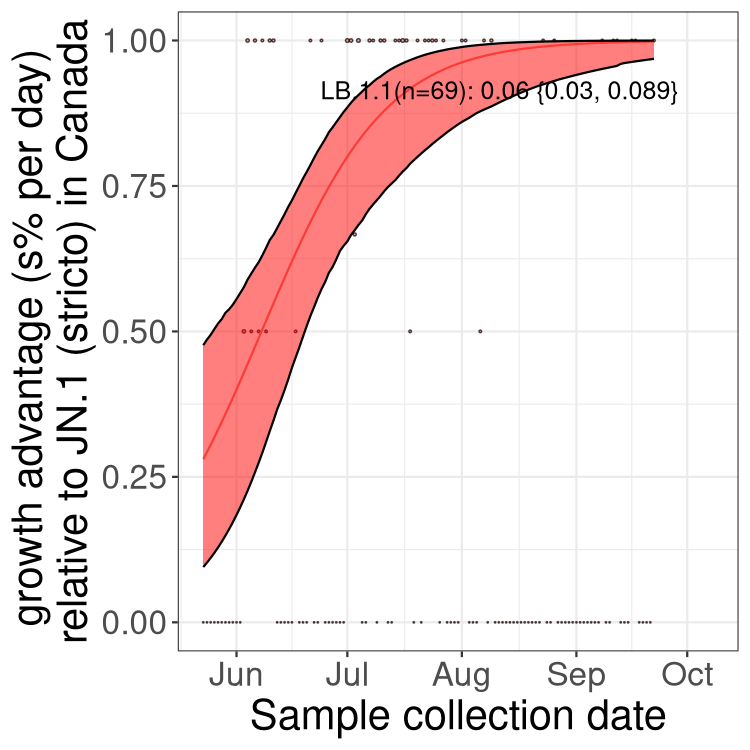 growth advantage (s% per day)
relative to JN.1 (stricto) in Canada
1.00
0.75
0.50
0.25
0.00
LB.1.1(n=69): 0.06 {0.03, 0.089}
Jun Jul Aug Sep Oct
Sample collection date